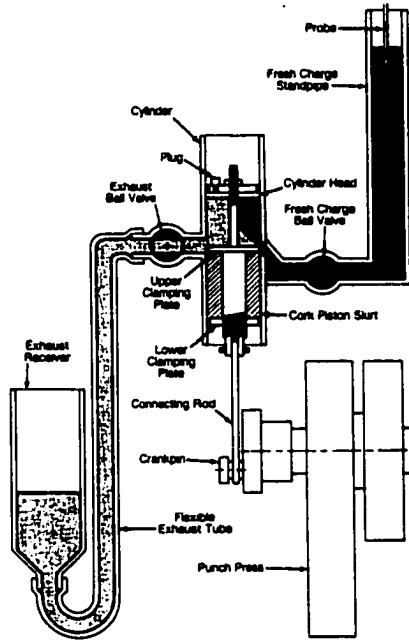 Probe
Fresh Charge
Standpipe
Cylinder
Plug
Cylinder Head
Exhaust
Ball Valve
Fresh Charge
Ball Valve
Upper
Clamping
Plate
Cork Piston Slurt
Exhaust
Receiver
Lower
Clamping
Plate
Connecting Rod
Crankpin
Flexible
Exhaust Tube
Punch Press